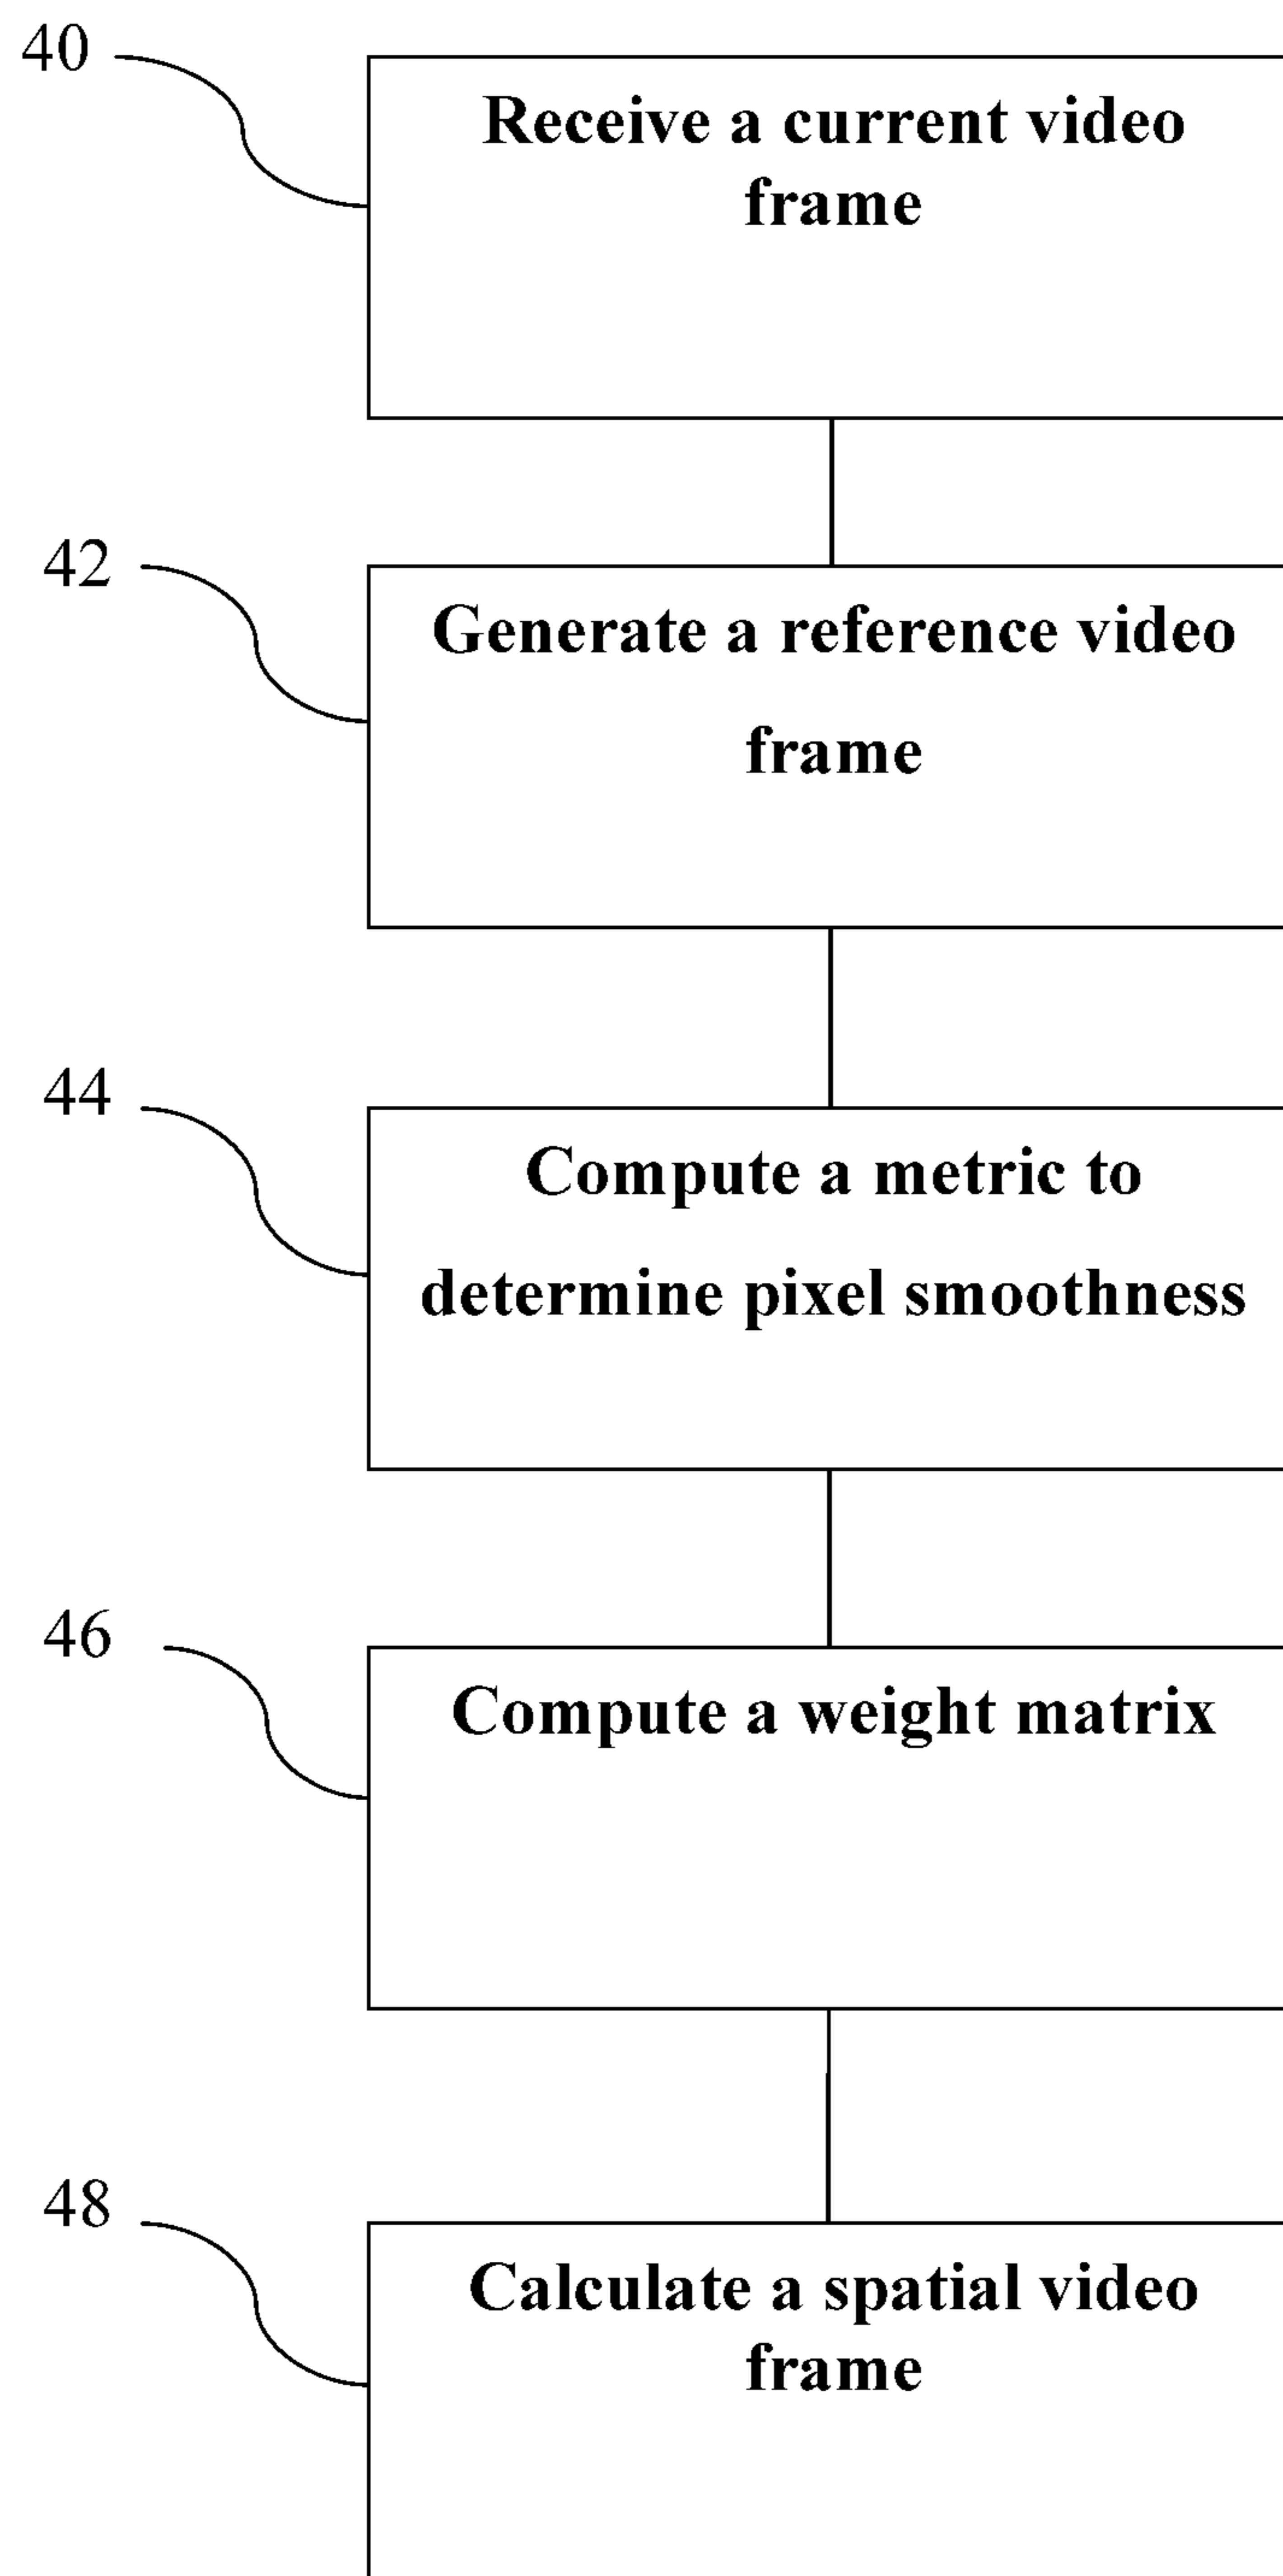 40
Receive a current video
frame
42
Generate a reference video
frame
44
Compute a metric to
determine pixel smoothness
46
Compute a weight matrix
48
Calculate a spatial video
frame